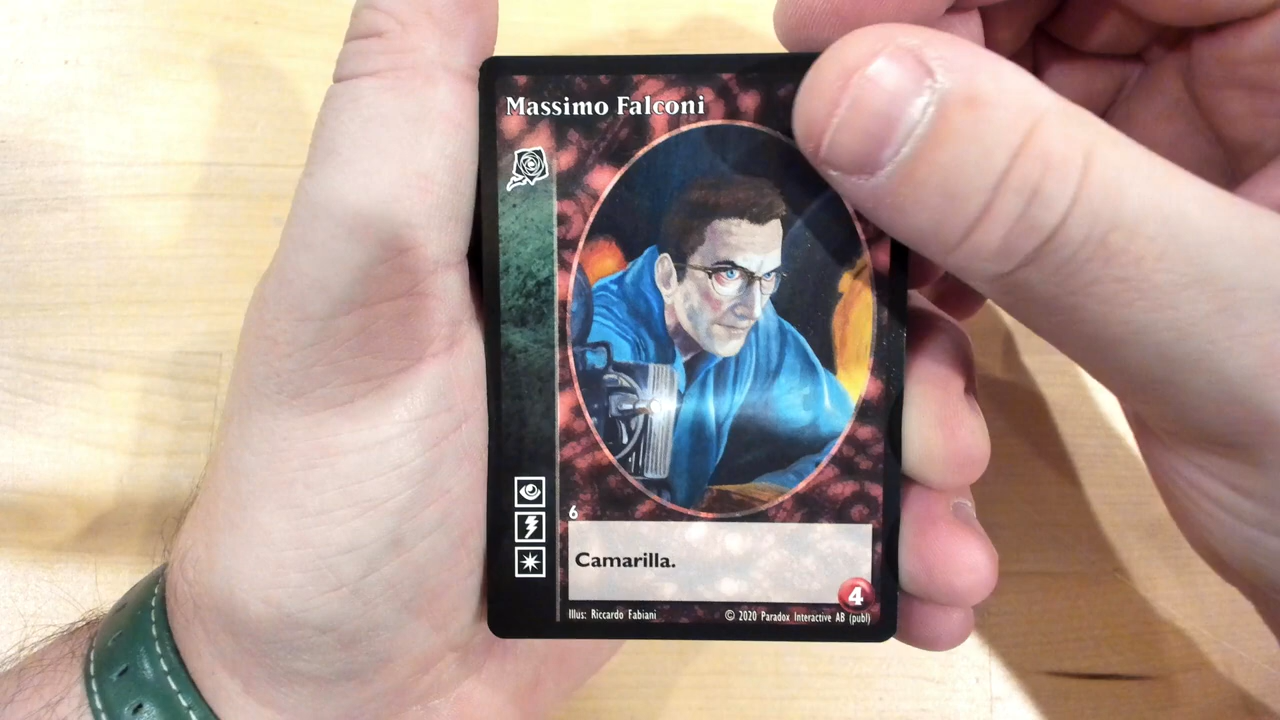 Massimo Falconi
6
Camarilla.
4
Illus: Riccardo Fabiani
© 2020 Paradox Interactive AB (publ)